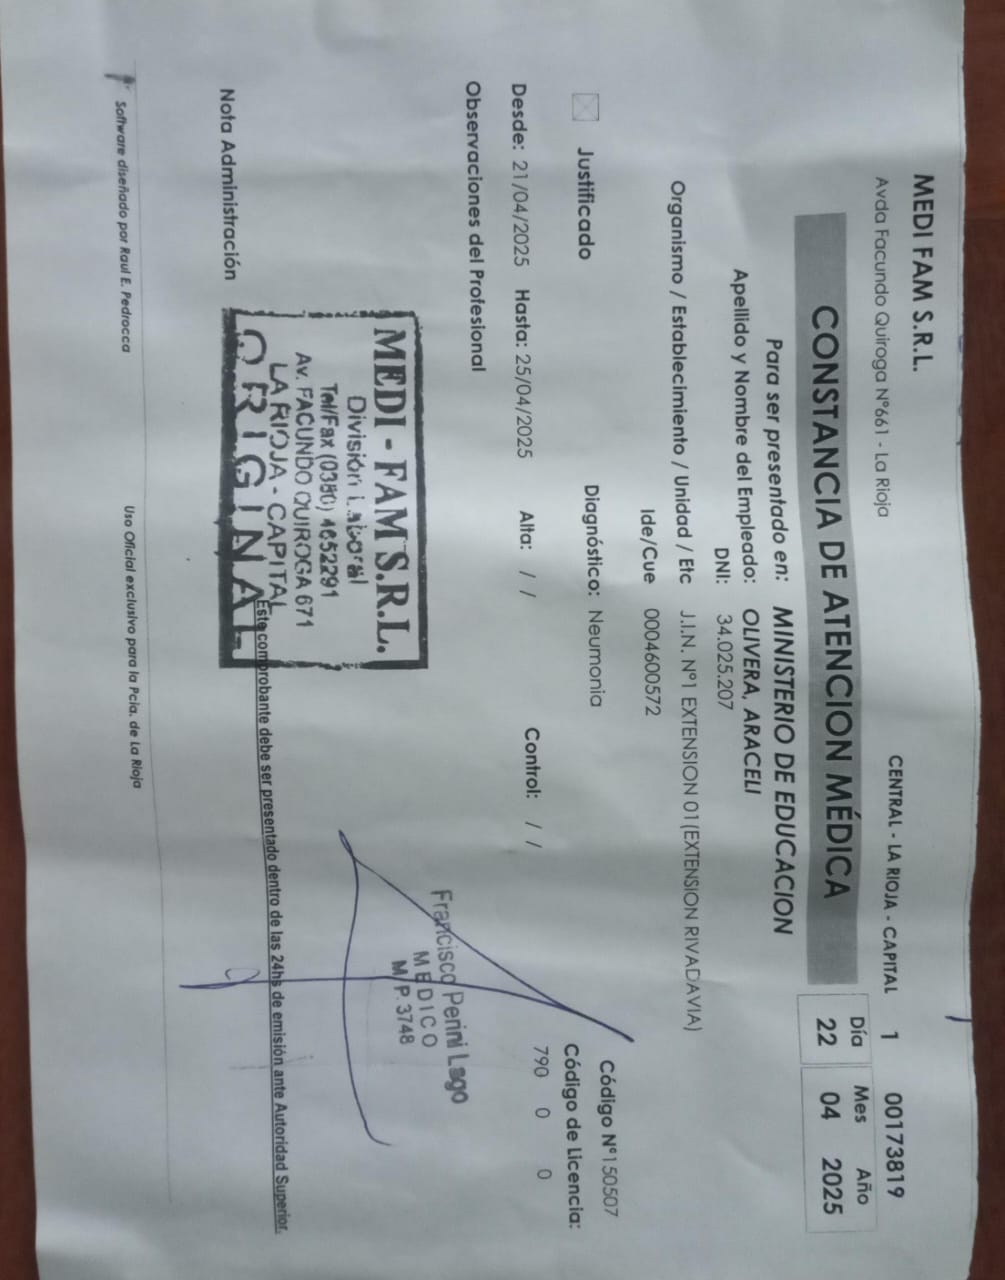 MEDI FAM S.R.L.
CENTRAL - LA RIOJA - CAPITAL 1 00173819
Avda Facundo Quiroga N°661 - La Rioja
CONSTANCIA DE ATENCION MÉDICA
Día Mes Año
22 04 2025
Para ser presentado en: MINISTERIO DE EDUCACION
Apellido y Nombre del Empleado: OLIVERA, ARACELI
DNI: 34.025.207
Organismo / Establecimiento / Unidad / Etc J.I.N. N°1 EXTENSION 01(EXTENSION RIVADAVIA)
Ide/Cue 0004600572
Código N°150507
Justificado Diagnóstico: Neumonia
Código de Licencia:
790 0 0
Desde: 21/04/2025 Hasta: 25/04/2025 Alta: / / Control: / /
Observaciones del Profesional
Francisco Perini Lago
MEDICO
M.P. 3748
MEDI - FAM S.R.L.
División Laboral
Tel/Fax (0380) 4652291
Av. FACUNDO QUIROGA 671
LA RIOJA - CAPITAL
ORIGINAL
Este comprobante debe ser presentado dentro de las 24hs de emisión ante Autoridad Superior.
Nota Administración
Software diseñado por Raul E. Pedrocca Uso Oficial exclusivo para la Pcia. de La Rioja